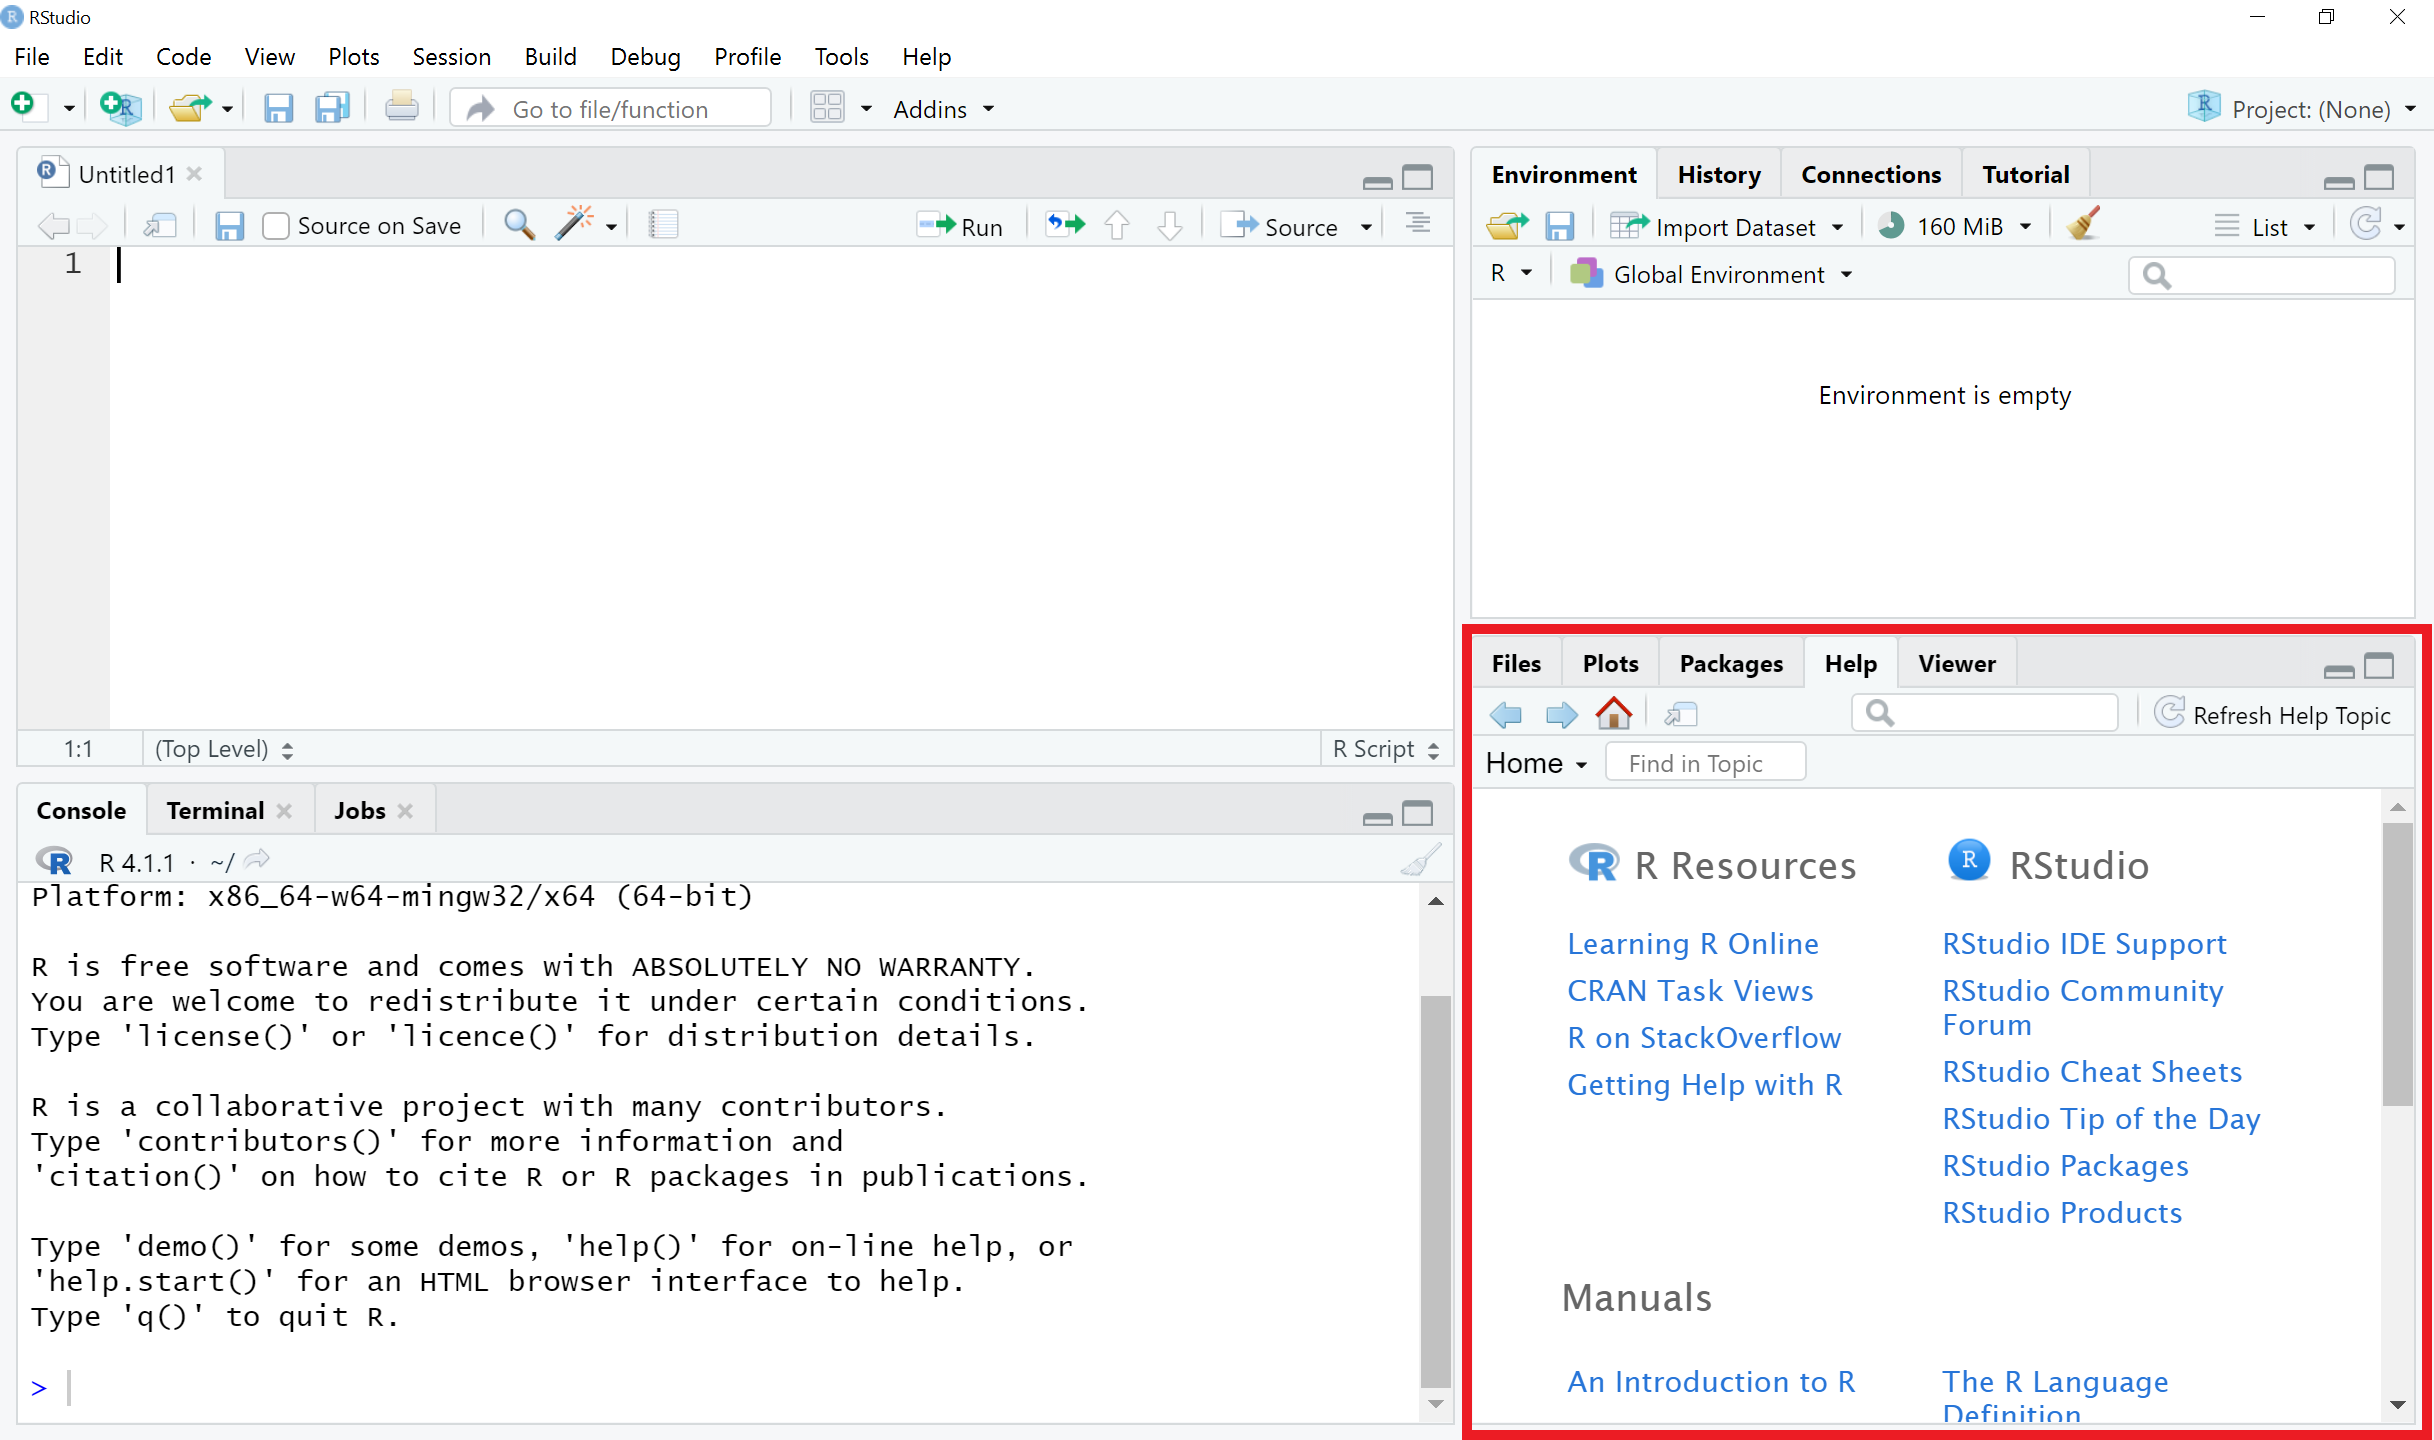 RStudio
File Edit Code View Plots Session Build Debug Profile Tools Help
Go to file/function Addins Project: (None)
Untitled1
Source on Save Run Source
1
1:1 (Top Level) R Script
Console Terminal Jobs
R 4.1.1 · ~/
Platform: x86_64-w64-mingw32/x64 (64-bit)
R is free software and comes with ABSOLUTELY NO WARRANTY.
You are welcome to redistribute it under certain conditions.
Type 'license()' or 'licence()' for distribution details.
R is a collaborative project with many contributors.
Type 'contributors()' for more information and
'citation()' on how to cite R or R packages in publications.
Type 'demo()' for some demos, 'help()' for on-line help, or
'help.start()' for an HTML browser interface to help.
Type 'q()' to quit R.
>
Environment History Connections Tutorial
Import Dataset 160 MiB List
R Global Environment
Environment is empty
Files Plots Packages Help Viewer
Refresh Help Topic
Home Find in Topic
R Resources
Learning R Online
CRAN Task Views
R on StackOverflow
Getting Help with R
RStudio
RStudio IDE Support
RStudio Community
Forum
RStudio Cheat Sheets
RStudio Tip of the Day
RStudio Packages
RStudio Products
Manuals
An Introduction to R
The R Language
Definition